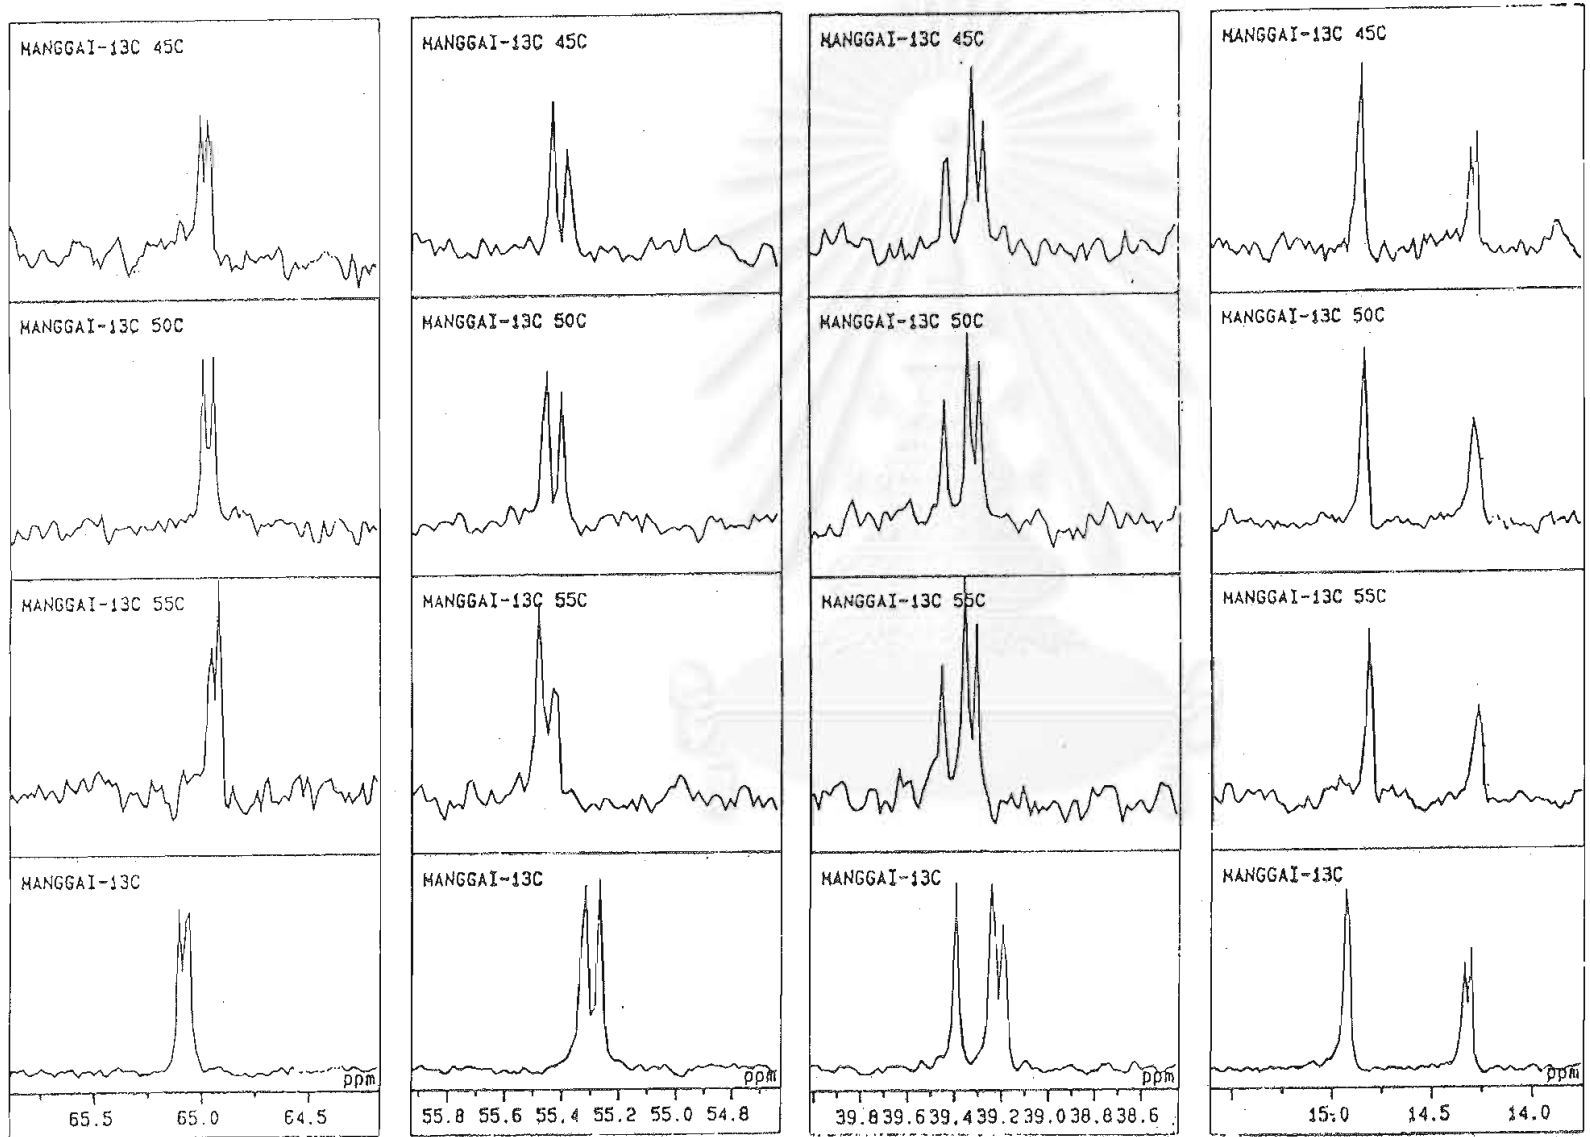 MANGGAI-13C 45C
MANGGAI-13C 45C
MANGGAI-13C 45C
MANGGAI-13C 45C
MANGGAI-13C 50C
MANGGAI-13C 50C
MANGGAI-13C 50C
MANGGAI-13C 50C
MANGGAI-13C 55C
MANGGAI-13C 55C
MANGGAI-13C 55C
MANGGAI-13C 55C
MANGGAI-13C
MANGGAI-13C
MANGGAI-13C
MANGGAI-13C
ppm
ppm
ppm
ppm
65.5 65.0 64.5
55.8 55.6 55.4 55.2 55.0 54.8
39.8 39.6 39.4 39.2 39.0 38.8 38.6
15.0 14.5 14.0